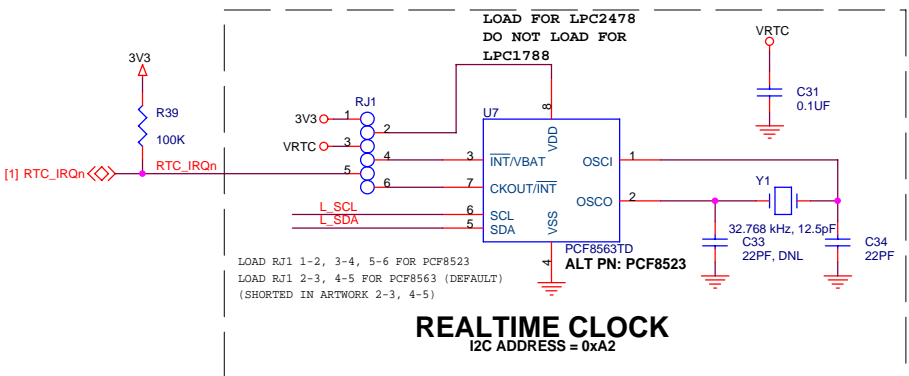 LOAD FOR LPC2478
DO NOT LOAD FOR
LPC1788
VRTC
3V3
C31
0.1UF
R39
100K
RJ1
3V3
1
2
VRTC
3
4
5
6
[1] RTC_IRQn
RTC_IRQn
U7
8
VDD
3
INT/VBAT
OSCI
1
7
CKOUT/INT
OSCO
2
L_SCL
6
SCL
L_SDA
5
SDA
VSS
4
Y1
32.768 kHz, 12.5pF
C33
22PF, DNL
C34
22PF
PCF8563TD
ALT PN: PCF8523
LOAD RJ1 1-2, 3-4, 5-6 FOR PCF8523
LOAD RJ1 2-3, 4-5 FOR PCF8563 (DEFAULT)
(SHORTED IN ARTWORK 2-3, 4-5)
REALTIME CLOCK
I2C ADDRESS = 0xA2